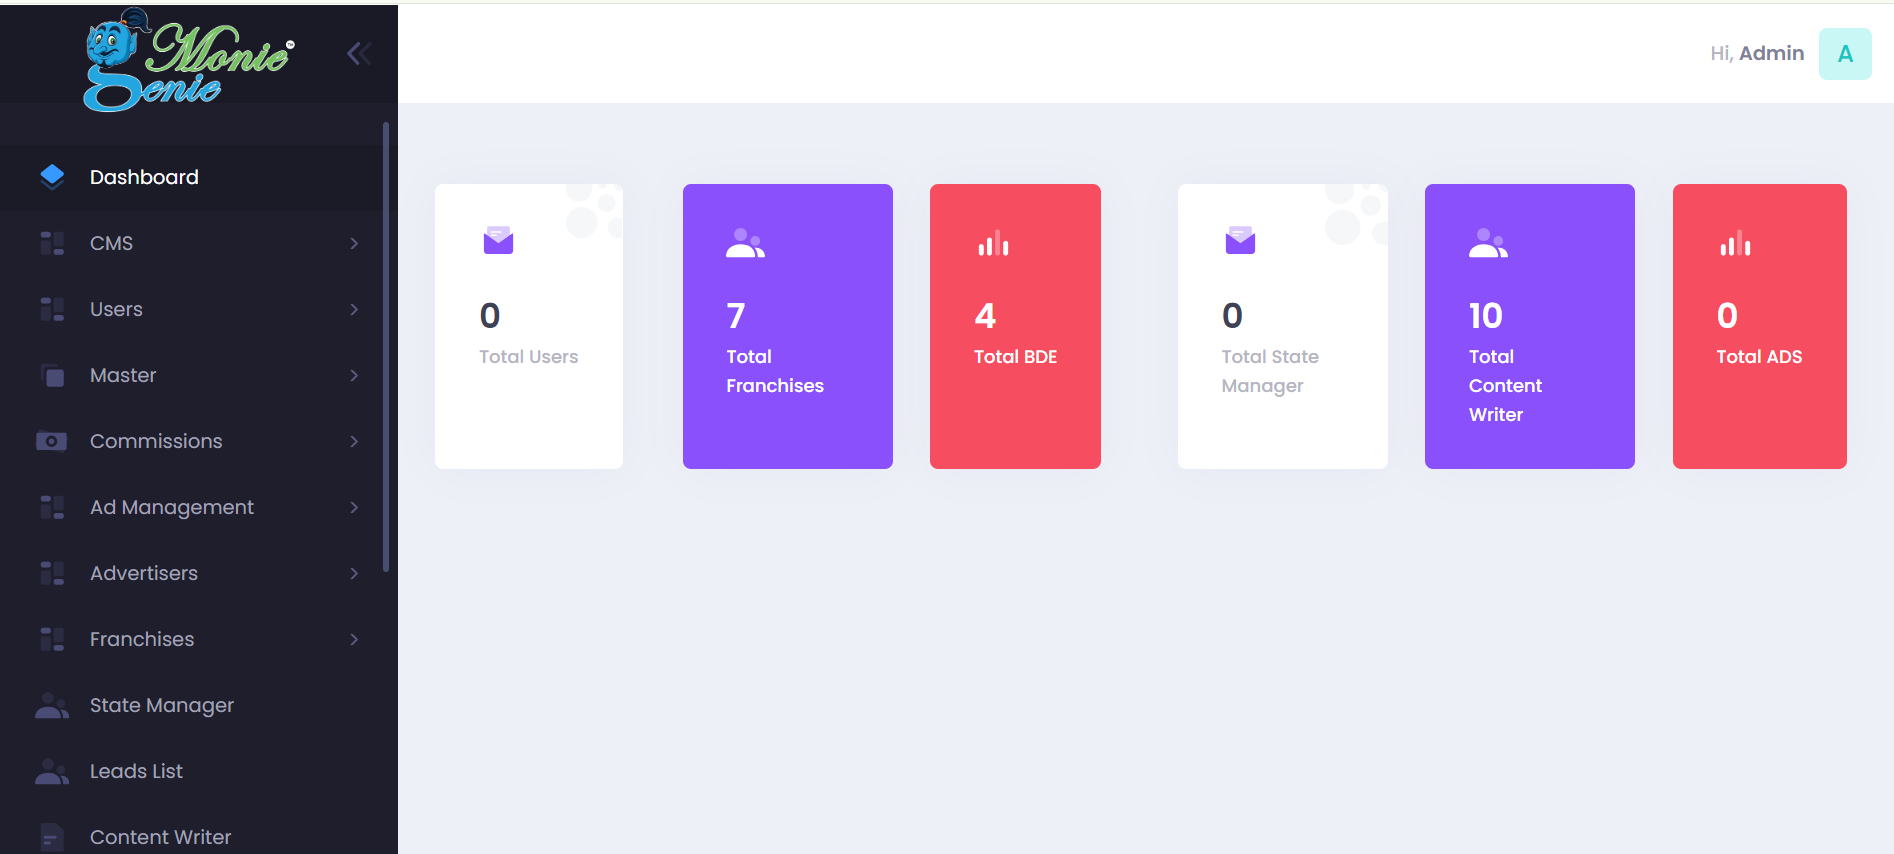 Monie
Genie
TM
Hi, Admin
A
Dashboard
CMS
Users
Master
Commissions
Ad Management
Advertisers
Franchises
State Manager
Leads List
Content Writer
0
Total Users
7
Total
Franchises
4
Total BDE
0
Total State
Manager
10
Total
Content
Writer
0
Total ADS